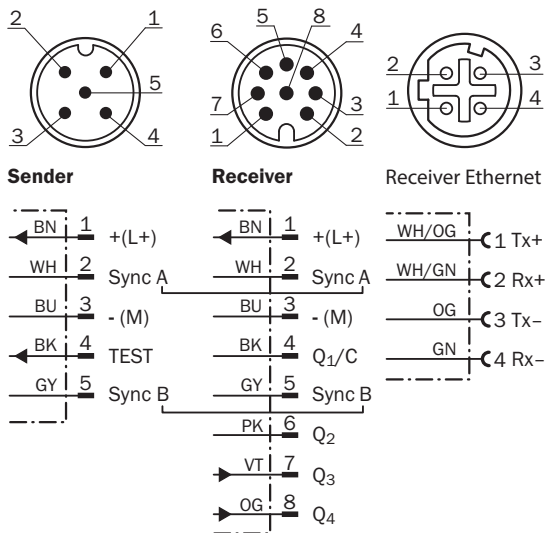 2 1 5 3 4
5 8 6 4 7 3 1 2
2 3 1 4
Sender
BN 1 +(L+)
WH 2 Sync A
BU 3 - (M)
BK 4 TEST
GY 5 Sync B
Receiver
BN 1 +(L+)
WH 2 Sync A
BU 3 - (M)
BK 4 Q1/C
GY 5 Sync B
PK 6 Q2
VT 7 Q3
OG 8 Q4
Receiver Ethernet
WH/OG 1 Tx+
WH/GN 2 Rx+
OG 3 Tx–
GN 4 Rx–